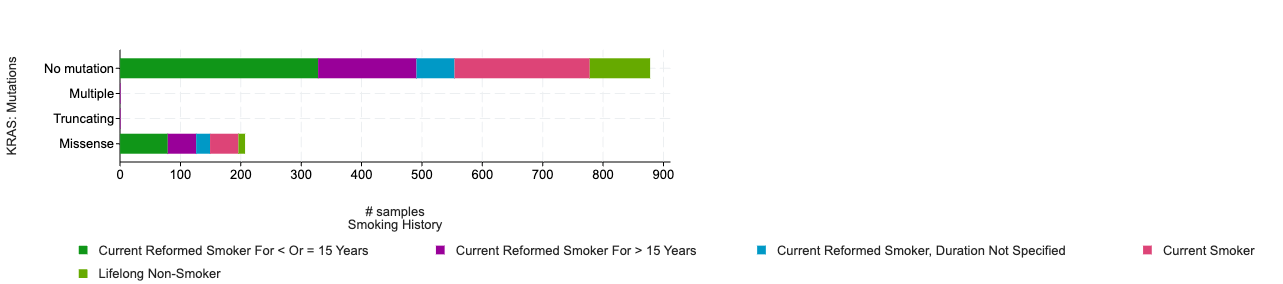 KRAS: Mutations
No mutation
Multiple
Truncating
Missense
0 100 200 300 400 500 600 700 800 900
# samples
Smoking History
Current Reformed Smoker For < Or = 15 Years Current Reformed Smoker For > 15 Years Current Reformed Smoker, Duration Not Specified Current Smoker
Lifelong Non-Smoker